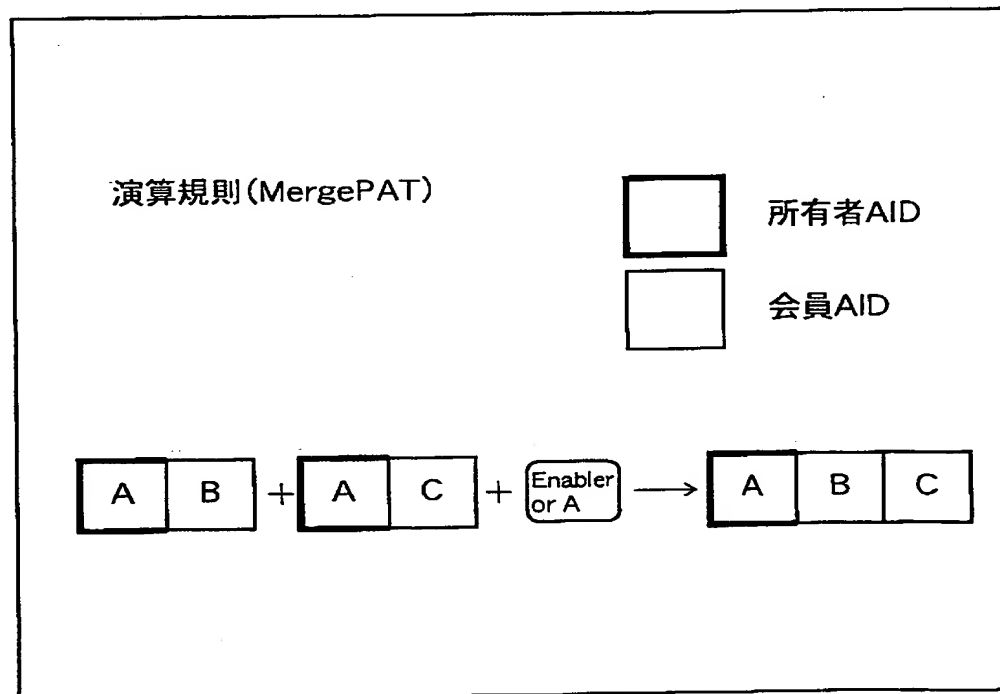 演算規則(MergePAT)
所有者AID
会員AID
A B + A C + Enabler or A → A B C